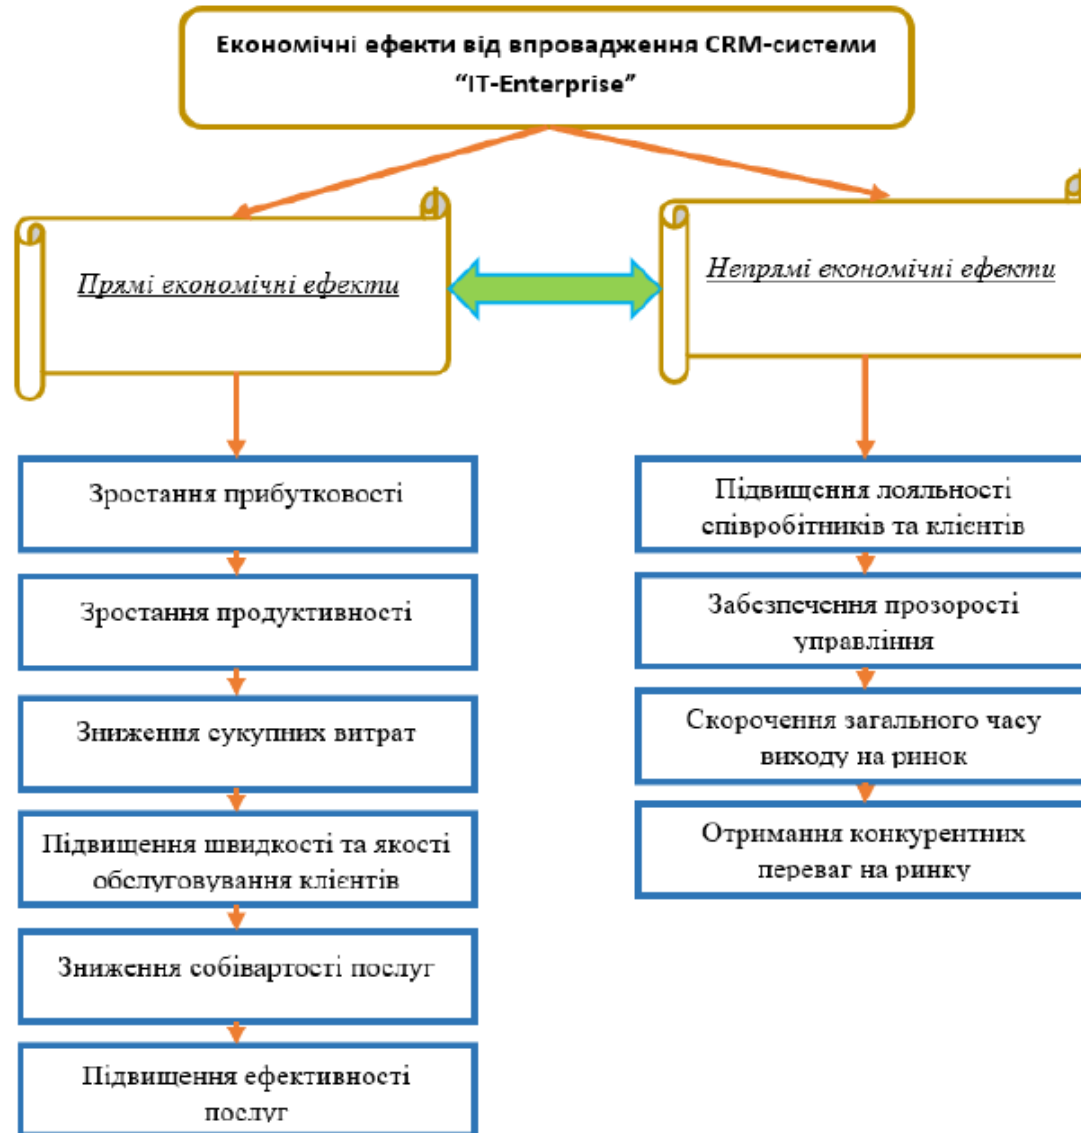 Економічні ефекти від впровадження CRM-системи
“IT-Enterprise”
Прямі економічні ефекти
Непрямі економічні ефекти
Зростання прибутковості
Зростання продуктивності
Зниження сукупних витрат
Підвищення швидкості та якості
обслуговування клієнтів
Зниження собівартості послуг
Підвищення ефективності
послуг
Підвищення лояльності
співробітників та клієнтів
Забезпечення прозорості
управління
Скорочення загального часу
виходу на ринок
Отримання конкурентних
переваг на ринку